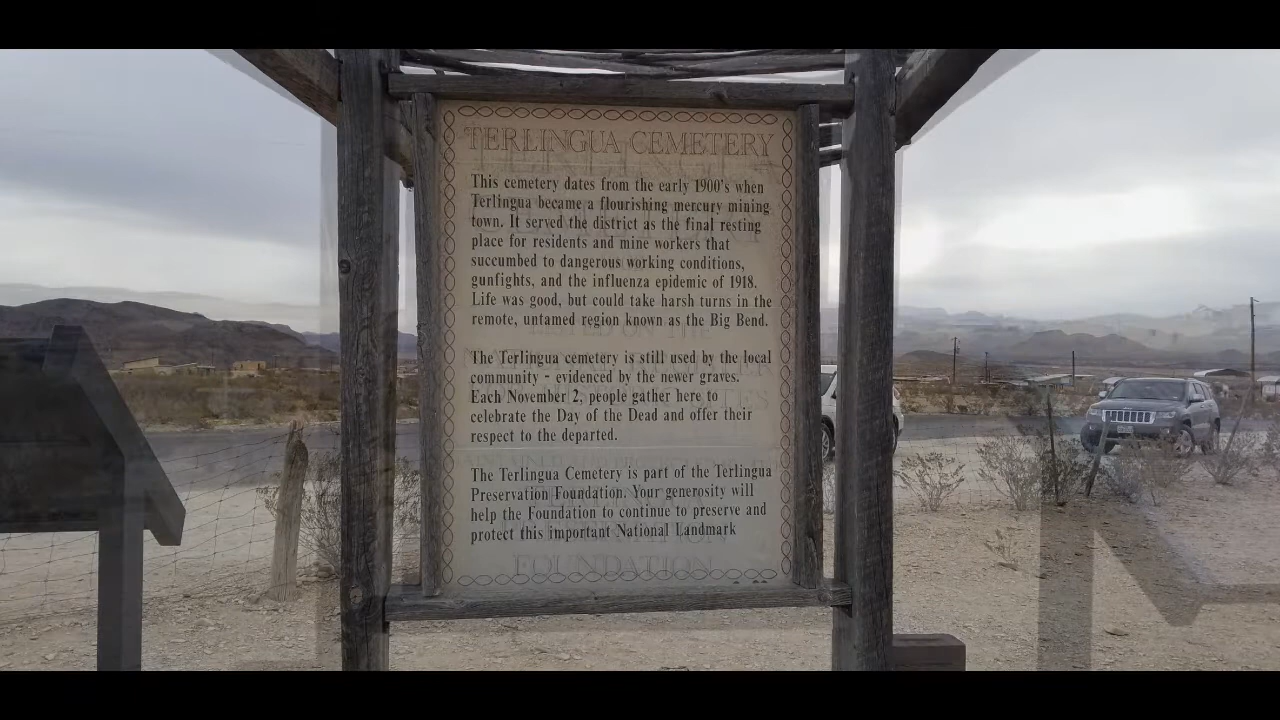 TERLINGUA CEMETERY
This cemetery dates from the early 1900's when
Terlingua became a flourishing mercury mining
town. It served the district as the final resting
place for residents and mine workers that
succumbed to dangerous working conditions,
gunfights, and the influenza epidemic of 1918.
Life was good, but could take harsh turns in the
remote, untamed region known as the Big Bend.
The Terlingua cemetery is still used by the local
community - evidenced by the newer graves.
Each November 2, people gather here to
celebrate the Day of the Dead and offer their
respect to the departed.
The Terlingua Cemetery is part of the Terlingua
Preservation Foundation. Your generosity will
help the Foundation to continue to preserve and
protect this important National Landmark
FOUNDATION